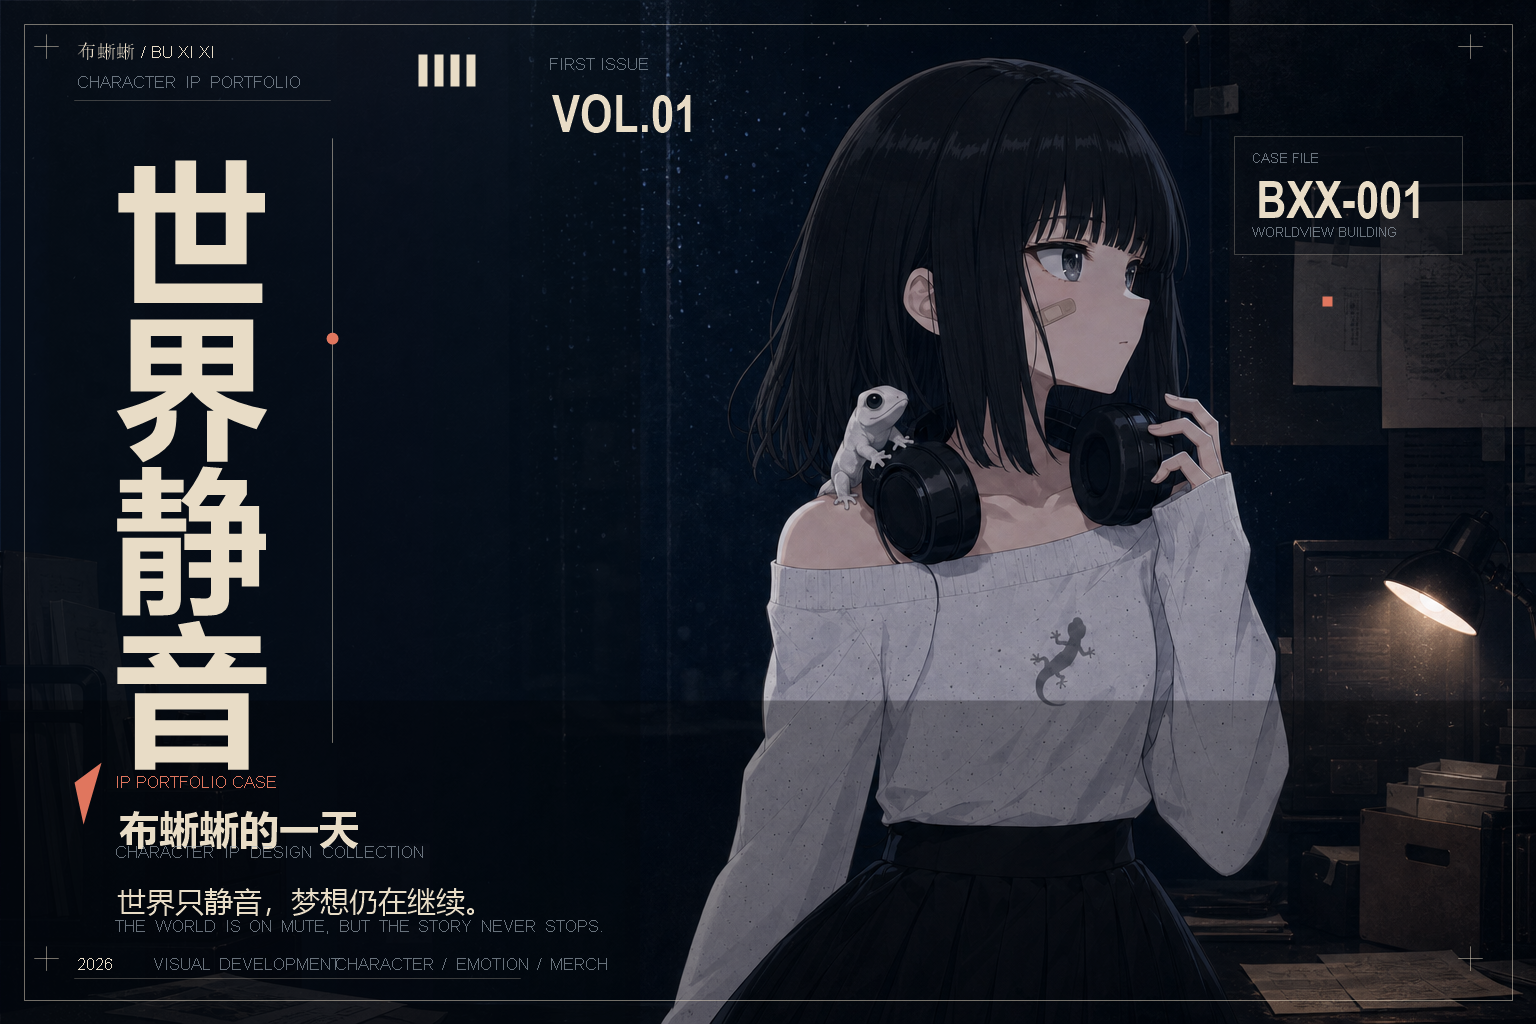 布蜥蜥 / BU XI XI
CHARACTER IP PORTFOLIO
FIRST ISSUE
VOL.01
CASE FILE
BXX-001
WORLDVIEW BUILDING
世界静音
IP PORTFOLIO CASE
布蜥蜥的一天
CHARACTER IP DESIGN COLLECTION
世界只静音，梦想仍在继续。
THE WORLD IS ON MUTE, BUT THE STORY NEVER STOPS.
2026
VISUAL DEVELOPMENT
CHARACTER / EMOTION / MERCH